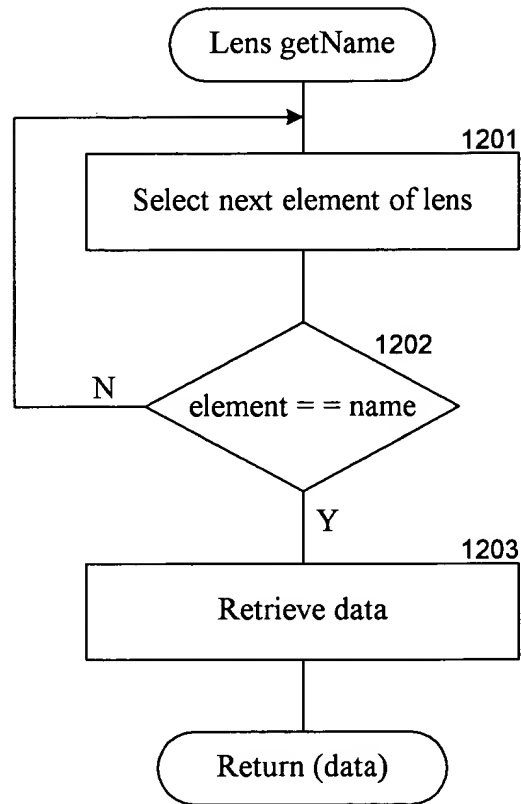 Lens getName
1201
Select next element of lens
1202
N
element = = name
Y
1203
Retrieve data
Return (data)